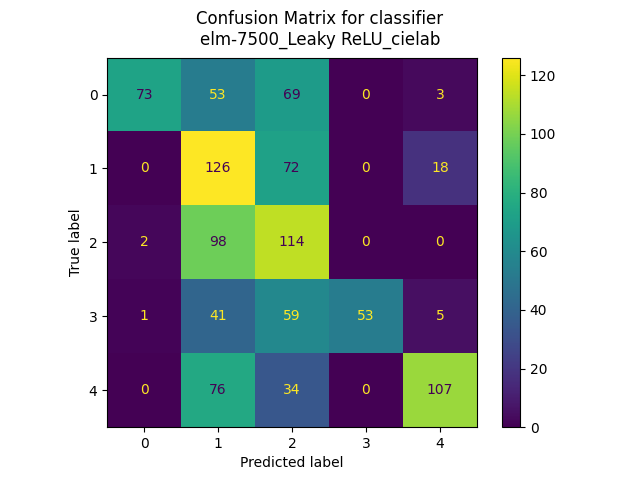 Confusion Matrix for classifier
elm-7500_Leaky ReLU_cielab
120
0 73 53 69 0 3
100
1 0 126 72 0 18
80
True label
2 2 98 114 0 0
60
40
3 1 41 59 53 5
20
4 0 76 34 0 107
0
0 1 2 3 4
Predicted label